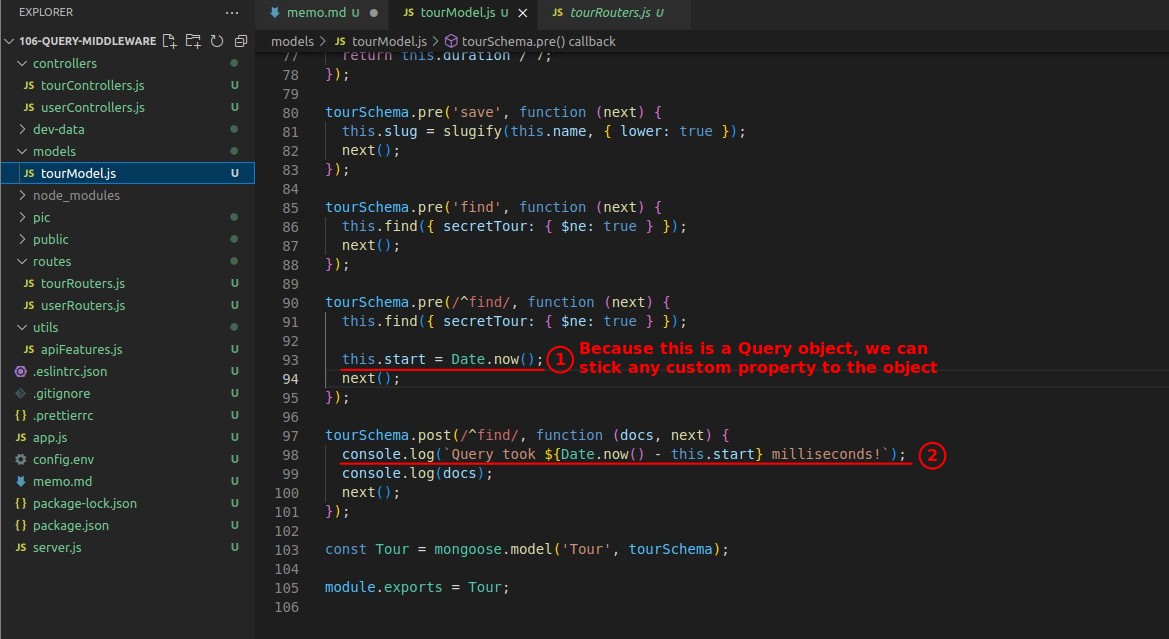 EXPLORER
106-QUERY-MIDDLEWARE
controllers
JS tourControllers.js U
JS userControllers.js U
dev-data
models
JS tourModel.js U
node_modules
pic
public
routes
JS tourRouters.js U
JS userRouters.js U
utils
JS apiFeatures.js U
.eslintrc.json U
.gitignore U
{} .prettierrc U
JS app.js U
config.env U
memo.md U
{} package-lock.json U
{} package.json U
JS server.js U
memo.md U
JS tourModel.js U
JS tourRouters.js U
models > JS tourModel.js > tourSchema.pre() callback
77 return this.duration / 7;
78 });
79
80 tourSchema.pre('save', function (next) {
81 this.slug = slugify(this.name, { lower: true });
82 next();
83 });
84
85 tourSchema.pre('find', function (next) {
86 this.find({ secretTour: { $ne: true } });
87 next();
88 });
89
90 tourSchema.pre(/^find/, function (next) {
91 this.find({ secretTour: { $ne: true } });
92
93 this.start = Date.now();
1 Because this is a Query object, we can
stick any custom property to the object
94 next();
95 });
96
97 tourSchema.post(/^find/, function (docs, next) {
98 console.log(`Query took ${Date.now() - this.start} milliseconds!`); 2
99 console.log(docs);
100 next();
101 });
102
103 const Tour = mongoose.model('Tour', tourSchema);
104
105 module.exports = Tour;
106